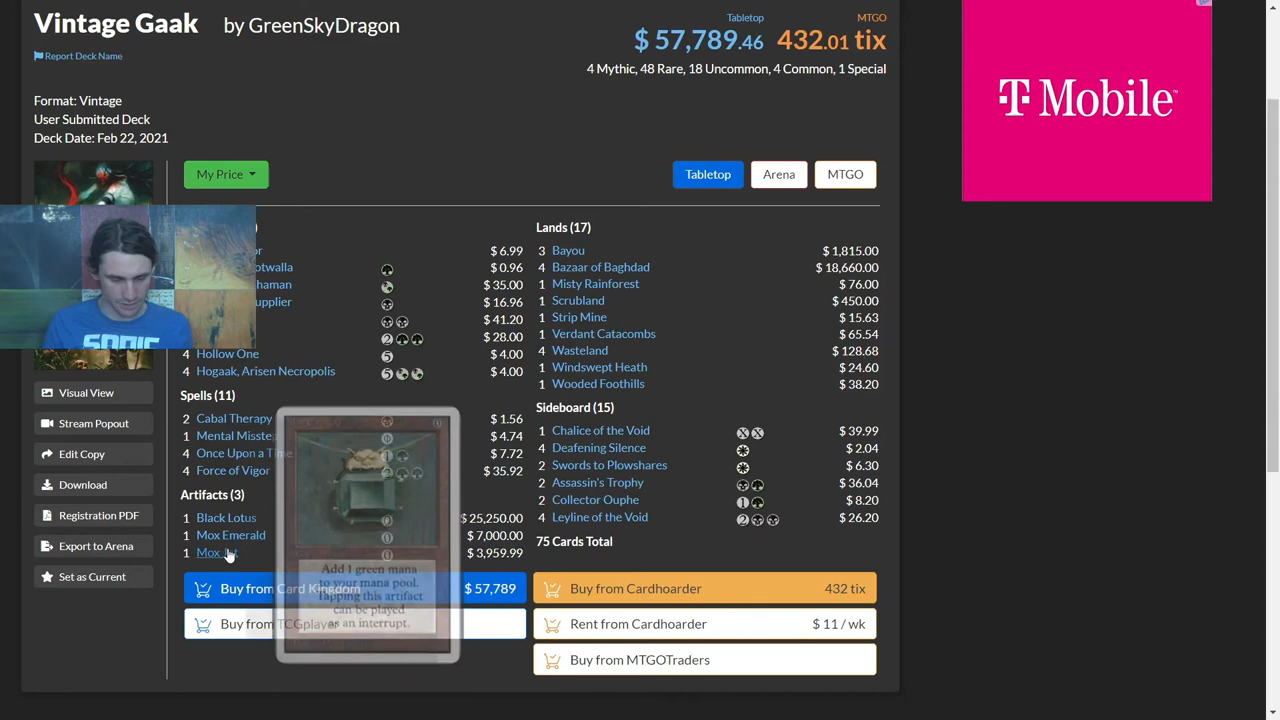 Vintage Gaak by GreenSkyDragon
Tabletop MTGO
$ 57,789.46 432.01 tix
Report Deck Name
4 Mythic, 48 Rare, 18 Uncommon, 4 Common, 1 Special
T Mobile
Format: Vintage
User Submitted Deck
Deck Date: Feb 22, 2021
My Price
Tabletop Arena MTGO
$ 6.99
$ 0.96
$ 35.00
$ 16.96
$ 41.20
2 $ 28.00
4 Hollow One 5 $ 4.00
4 Hogaak, Arisen Necropolis 5 $ 4.00
Spells (11)
2 Cabal Therapy $ 1.56
1 Mental $ 4.74
4 Once Upon a $ 7.72
4 Force of Vigor $ 35.92
Artifacts (3)
1 Black Lotus $ 25,250.00
1 Mox Emerald 0 $ 7,000.00
1 Mox 0 $ 3,959.99
Add 1 green mana
to your mana pool.
Tapping this artifact
can be played
as an interrupt.
Buy from Card Kingdom $ 57,789
Buy from TCGplayer
Lands (17)
3 Bayou $ 1,815.00
4 Bazaar of Baghdad $ 18,660.00
1 Misty Rainforest $ 76.00
1 Scrubland $ 450.00
1 Strip Mine $ 15.63
1 Verdant Catacombs $ 65.54
4 Wasteland $ 128.68
1 Windswept Heath $ 24.60
1 Wooded Foothills $ 38.20
Sideboard (15)
1 Chalice of the Void X X $ 39.99
4 Deafening Silence $ 2.04
2 Swords to Plowshares $ 6.30
2 Assassin's Trophy $ 36.04
2 Collector Ouphe 1 $ 8.20
4 Leyline of the Void 2 $ 26.20
75 Cards Total
Buy from Cardhoarder 432 tix
Rent from Cardhoarder $ 11 / wk
Buy from MTGOTraders
Visual View
Stream Popout
Edit Copy
Download
Registration PDF
Export to Arena
Set as Current